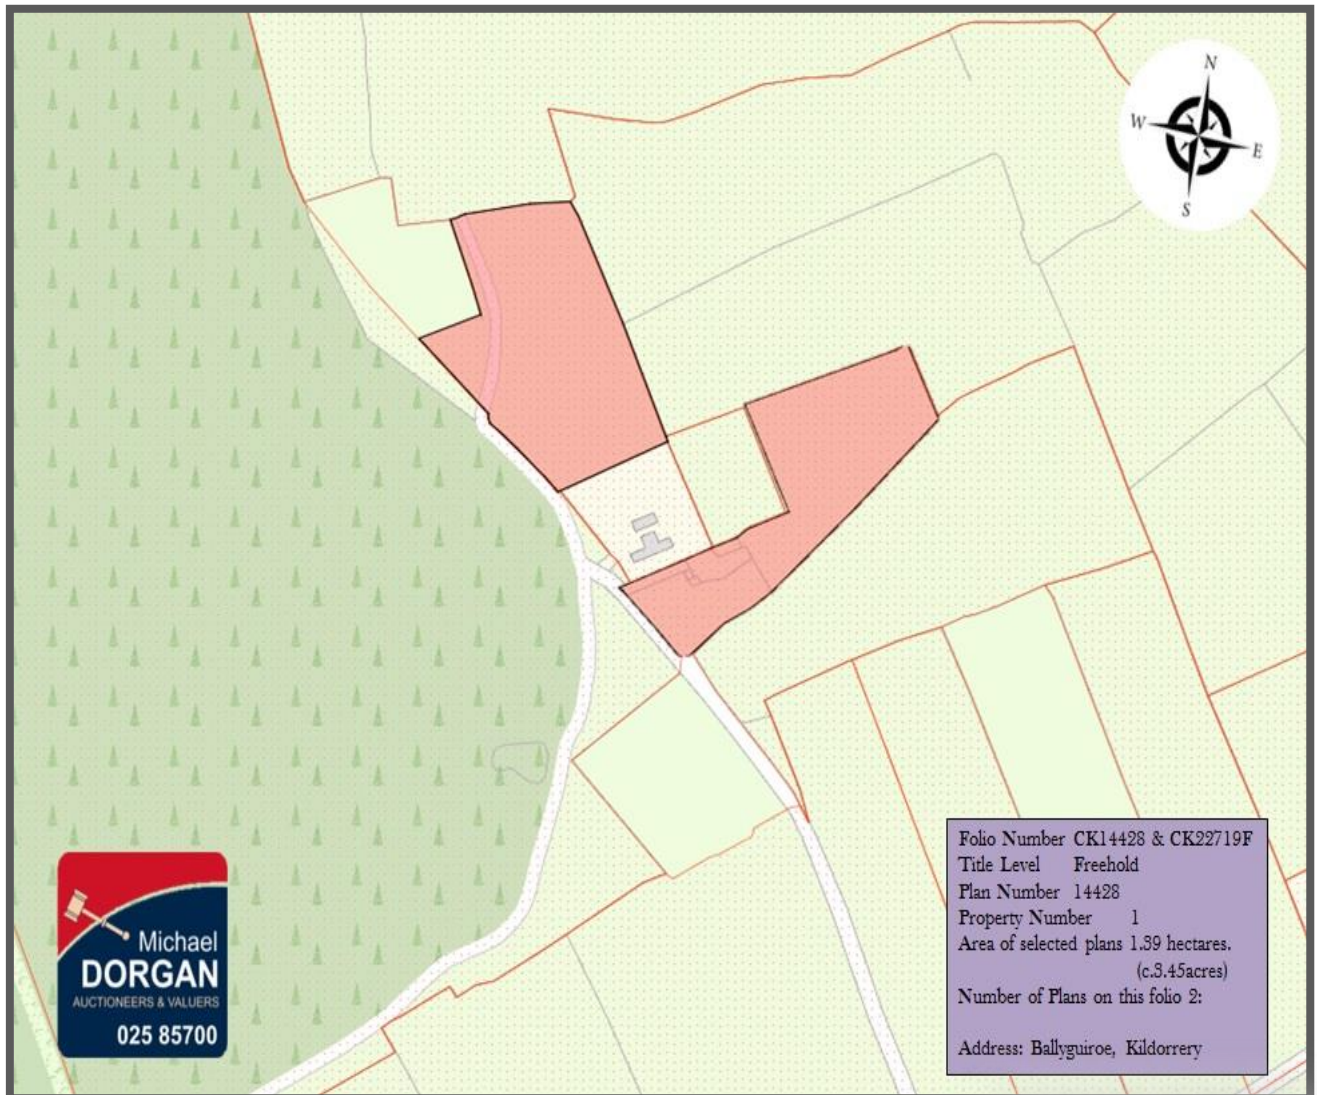 N
W
E
S
Folio Number CK14428 & CK22719F
Title Level Freehold
Plan Number 14428
Property Number 1
Area of selected plans 1.39 hectares.
(c.3.45acres)
Number of Plans on this folio 2:
Address: Ballyguiroe, Kildorrery
Michael
DORGAN
AUCTIONEERS & VALUERS
025 85700